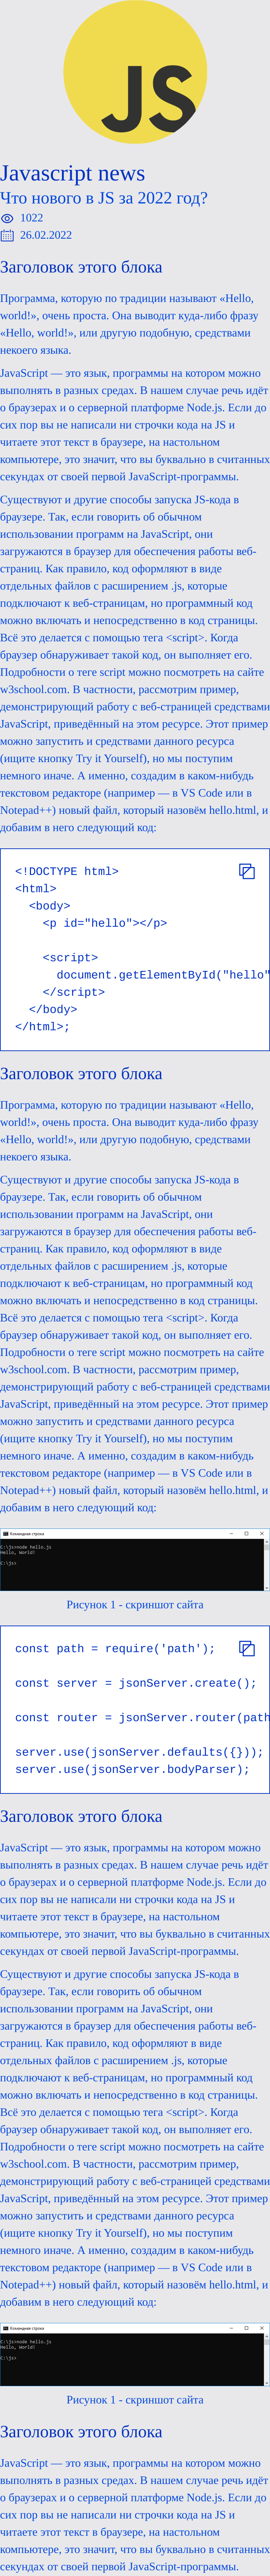 JS
Javascript news
Что нового в JS за 2022 год?
1022
26.02.2022
Заголовок этого блока
Программа, которую по традиции называют «Hello,
world!», очень проста. Она выводит куда-либо фразу
«Hello, world!», или другую подобную, средствами
некоего языка.
JavaScript — это язык, программы на котором можно
выполнять в разных средах. В нашем случае речь идёт
о браузерах и о серверной платформе Node.js. Если до
сих пор вы не написали ни строчки кода на JS и
читаете этот текст в браузере, на настольном
компьютере, это значит, что вы буквально в считанных
секундах от своей первой JavaScript-программы.
Существуют и другие способы запуска JS-кода в
браузере. Так, если говорить об обычном
использовании программ на JavaScript, они
загружаются в браузер для обеспечения работы веб-
страниц. Как правило, код оформляют в виде
отдельных файлов с расширением .js, которые
подключают к веб-страницам, но программный код
можно включать и непосредственно в код страницы.
Всё это делается с помощью тега <script>. Когда
браузер обнаруживает такой код, он выполняет его.
Подробности о теге script можно посмотреть на сайте
w3school.com. В частности, рассмотрим пример,
демонстрирующий работу с веб-страницей средствами
JavaScript, приведённый на этом ресурсе. Этот пример
можно запустить и средствами данного ресурса
(ищите кнопку Try it Yourself), но мы поступим
немного иначе. А именно, создадим в каком-нибудь
текстовом редакторе (например — в VS Code или в
Notepad++) новый файл, который назовём hello.html, и
добавим в него следующий код:
<!DOCTYPE html>
<html>
<body>
<p id="hello"></p>
<script>
document.getElementById("hello"
</script>
</body>
</html>;
Заголовок этого блока
Программа, которую по традиции называют «Hello,
world!», очень проста. Она выводит куда-либо фразу
«Hello, world!», или другую подобную, средствами
некоего языка.
Существуют и другие способы запуска JS-кода в
браузере. Так, если говорить об обычном
использовании программ на JavaScript, они
загружаются в браузер для обеспечения работы веб-
страниц. Как правило, код оформляют в виде
отдельных файлов с расширением .js, которые
подключают к веб-страницам, но программный код
можно включать и непосредственно в код страницы.
Всё это делается с помощью тега <script>. Когда
браузер обнаруживает такой код, он выполняет его.
Подробности о теге script можно посмотреть на сайте
w3school.com. В частности, рассмотрим пример,
демонстрирующий работу с веб-страницей средствами
JavaScript, приведённый на этом ресурсе. Этот пример
можно запустить и средствами данного ресурса
(ищите кнопку Try it Yourself), но мы поступим
немного иначе. А именно, создадим в каком-нибудь
текстовом редакторе (например — в VS Code или в
Notepad++) новый файл, который назовём hello.html, и
добавим в него следующий код:
Командная строка
C:\js>node hello.js
Hello, World!
C:\js>
Рисунок 1 - скриншот сайта
const path = require('path');
const server = jsonServer.create();
const router = jsonServer.router(path
server.use(jsonServer.defaults({}));
server.use(jsonServer.bodyParser);
Заголовок этого блока
JavaScript — это язык, программы на котором можно
выполнять в разных средах. В нашем случае речь идёт
о браузерах и о серверной платформе Node.js. Если до
сих пор вы не написали ни строчки кода на JS и
читаете этот текст в браузере, на настольном
компьютере, это значит, что вы буквально в считанных
секундах от своей первой JavaScript-программы.
Существуют и другие способы запуска JS-кода в
браузере. Так, если говорить об обычном
использовании программ на JavaScript, они
загружаются в браузер для обеспечения работы веб-
страниц. Как правило, код оформляют в виде
отдельных файлов с расширением .js, которые
подключают к веб-страницам, но программный код
можно включать и непосредственно в код страницы.
Всё это делается с помощью тега <script>. Когда
браузер обнаруживает такой код, он выполняет его.
Подробности о теге script можно посмотреть на сайте
w3school.com. В частности, рассмотрим пример,
демонстрирующий работу с веб-страницей средствами
JavaScript, приведённый на этом ресурсе. Этот пример
можно запустить и средствами данного ресурса
(ищите кнопку Try it Yourself), но мы поступим
немного иначе. А именно, создадим в каком-нибудь
текстовом редакторе (например — в VS Code или в
Notepad++) новый файл, который назовём hello.html, и
добавим в него следующий код:
Командная строка
C:\js>node hello.js
Hello, World!
C:\js>
Рисунок 1 - скриншот сайта
Заголовок этого блока
JavaScript — это язык, программы на котором можно
выполнять в разных средах. В нашем случае речь идёт
о браузерах и о серверной платформе Node.js. Если до
сих пор вы не написали ни строчки кода на JS и
читаете этот текст в браузере, на настольном
компьютере, это значит, что вы буквально в считанных
секундах от своей первой JavaScript-программы.